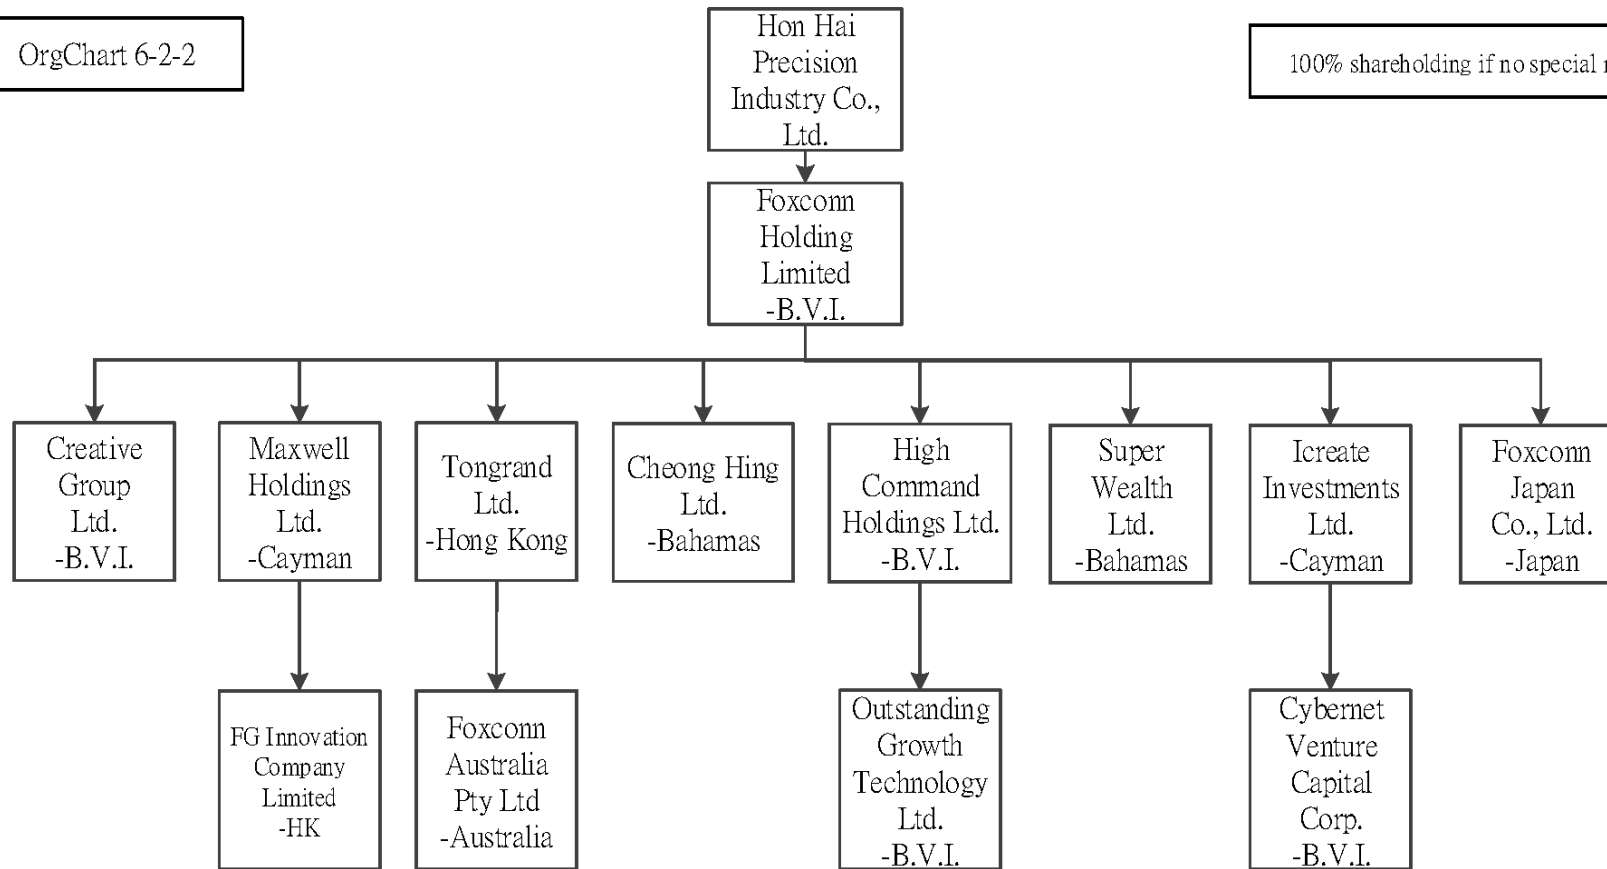 OrgChart 6-2-2
Hon Hai
Precision
Industry Co.,
Ltd.
100% shareholding if no special
Foxconn
Holding
Limited
-B.V.I.
Creative
Group
Ltd.
-B.V.I.
Maxwell
Holdings
Ltd.
-Cayman
Tongrand
Ltd.
-Hong Kong
Cheong Hing
Ltd.
-Bahamas
High
Command
Holdings Ltd.
-B.V.I.
Super
Wealth
Ltd.
-Bahamas
Icreate
Investments
Ltd.
-Cayman
Foxconn
Japan
Co., Ltd.
-Japan
FG Innovation
Company
Limited
-HK
Foxconn
Australia
Pty Ltd
-Australia
Outstanding
Growth
Technology
Ltd.
-B.V.I.
Cybernet
Venture
Capital
Corp.
-B.V.I.